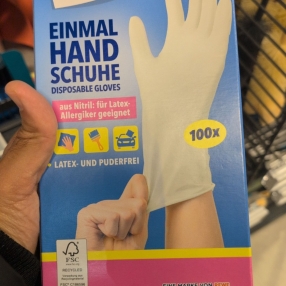 EINMAL
HAND
SCHUHE
DISPOSABLE GLOVES
aus Nitril: für Latex-
Allergiker geeignet
100x
• LATEX- UND PUDERFREI
FSC